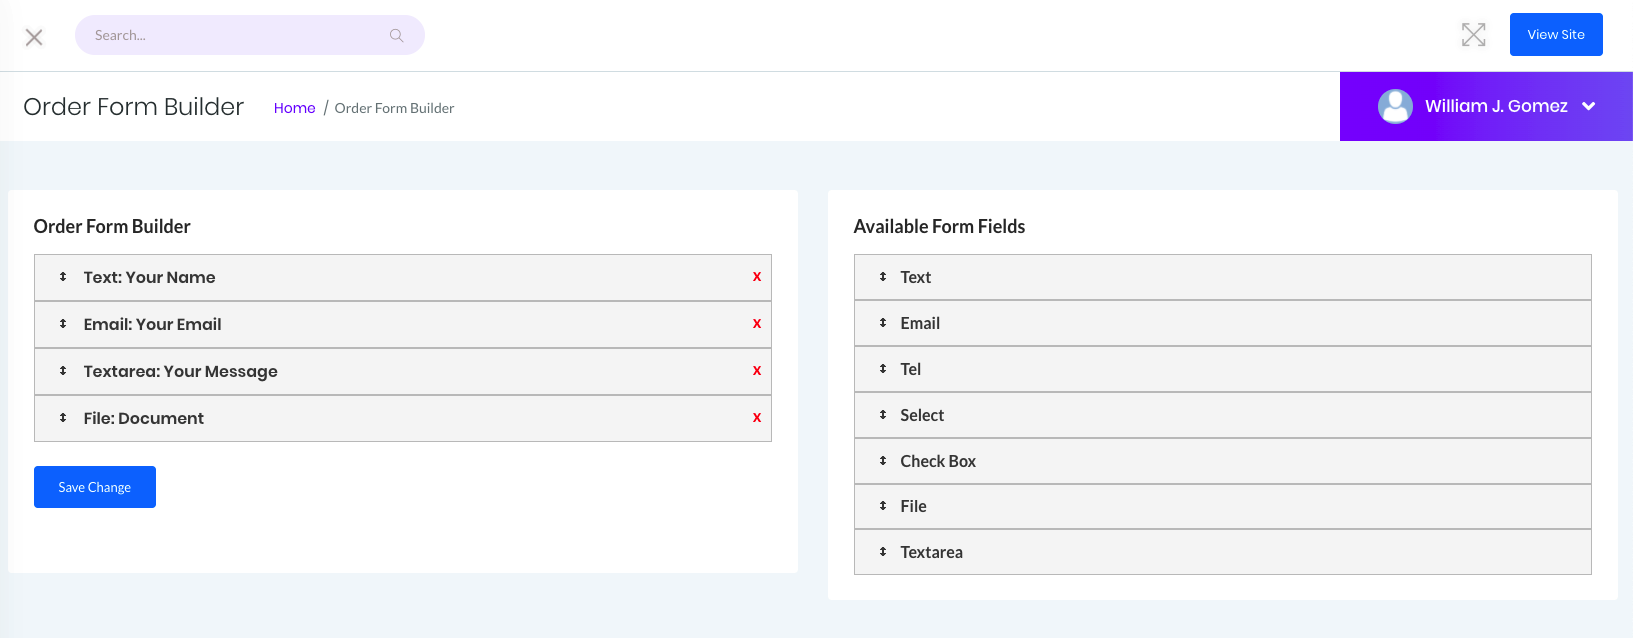 Search...
View Site
Order Form Builder
Home / Order Form Builder
William J. Gomez
Order Form Builder
Text: Your Name X
Email: Your Email X
Textarea: Your Message X
File: Document X
Save Change
Available Form Fields
Text
Email
Tel
Select
Check Box
File
Textarea